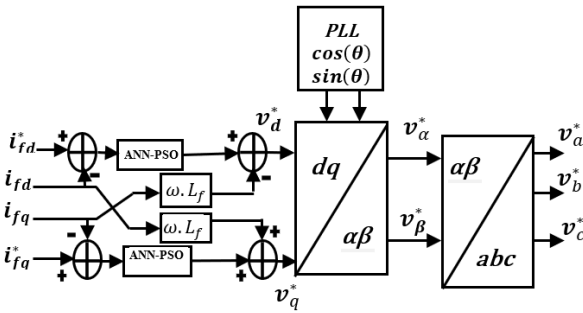 PLL
cos(θ)
sin(θ)
i*fd
+
-
ANN-PSO
+
-
v*d
ifd
ifq
ω.Lf
ω.Lf
i*fq
-
+
ANN-PSO
+
+
v*q
dq
αβ
v*α
v*β
αβ
abc
v*a
v*b
v*c